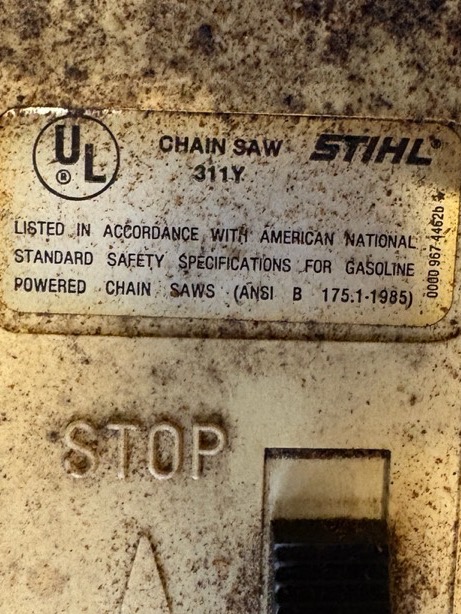 UL ®
CHAIN SAW STIHL®
311Y
LISTED IN ACCORDANCE WITH AMERICAN NATIONAL
STANDARD SAFETY SPECIFICATIONS FOR GASOLINE
POWERED CHAIN SAWS (ANSI B 175.1-1985)
0000 967 4462b
STOP